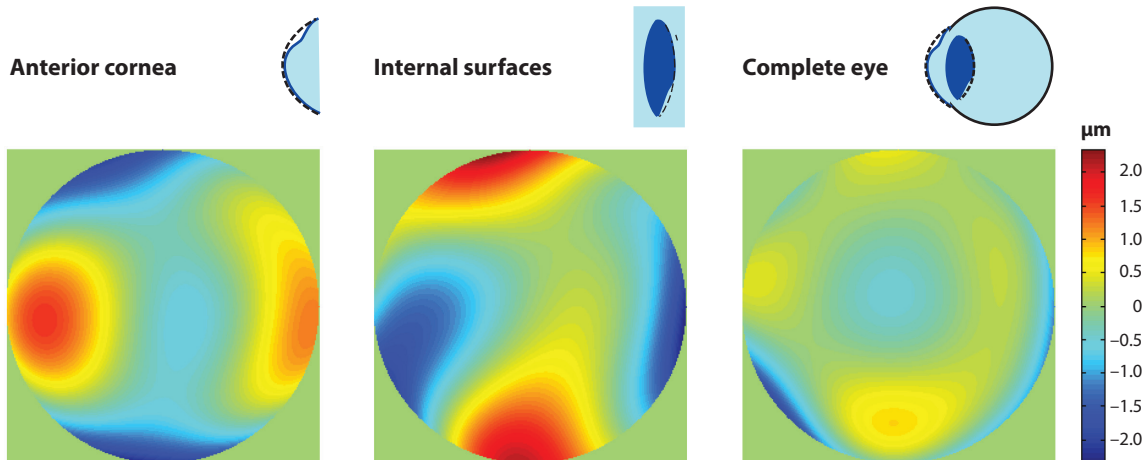 Anterior cornea
Internal surfaces
Complete eye
μm
2.0
1.5
1.0
0.5
0
–0.5
–1.0
–1.5
–2.0